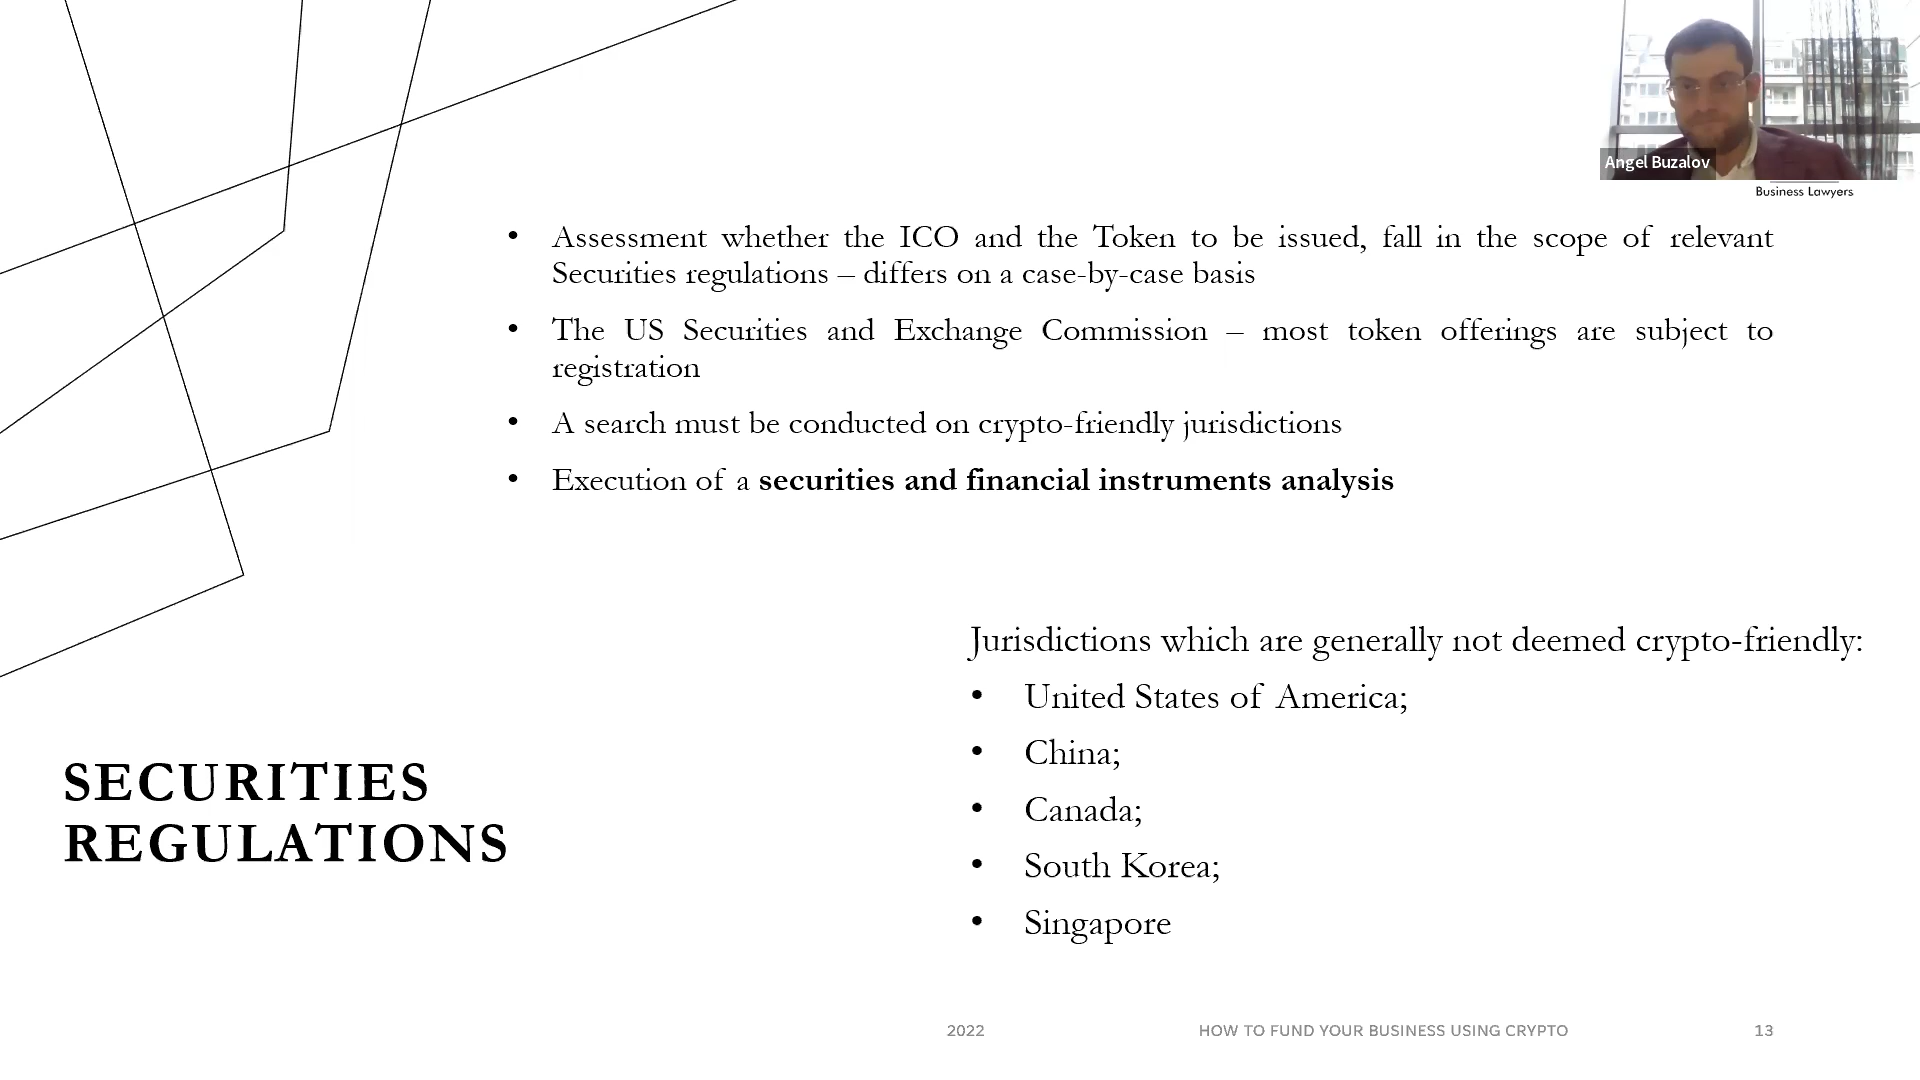 Angel Buzalov
Business Lawyers
• Assessment whether the ICO and the Token to be issued, fall in the scope of relevant
Securities regulations – differs on a case-by-case basis
• The US Securities and Exchange Commission – most token offerings are subject to
registration
• A search must be conducted on crypto-friendly jurisdictions
• Execution of a securities and financial instruments analysis
Jurisdictions which are generally not deemed crypto-friendly:
• United States of America;
• China;
• Canada;
• South Korea;
• Singapore
SECURITIES
REGULATIONS
2022
HOW TO FUND YOUR BUSINESS USING CRYPTO
13